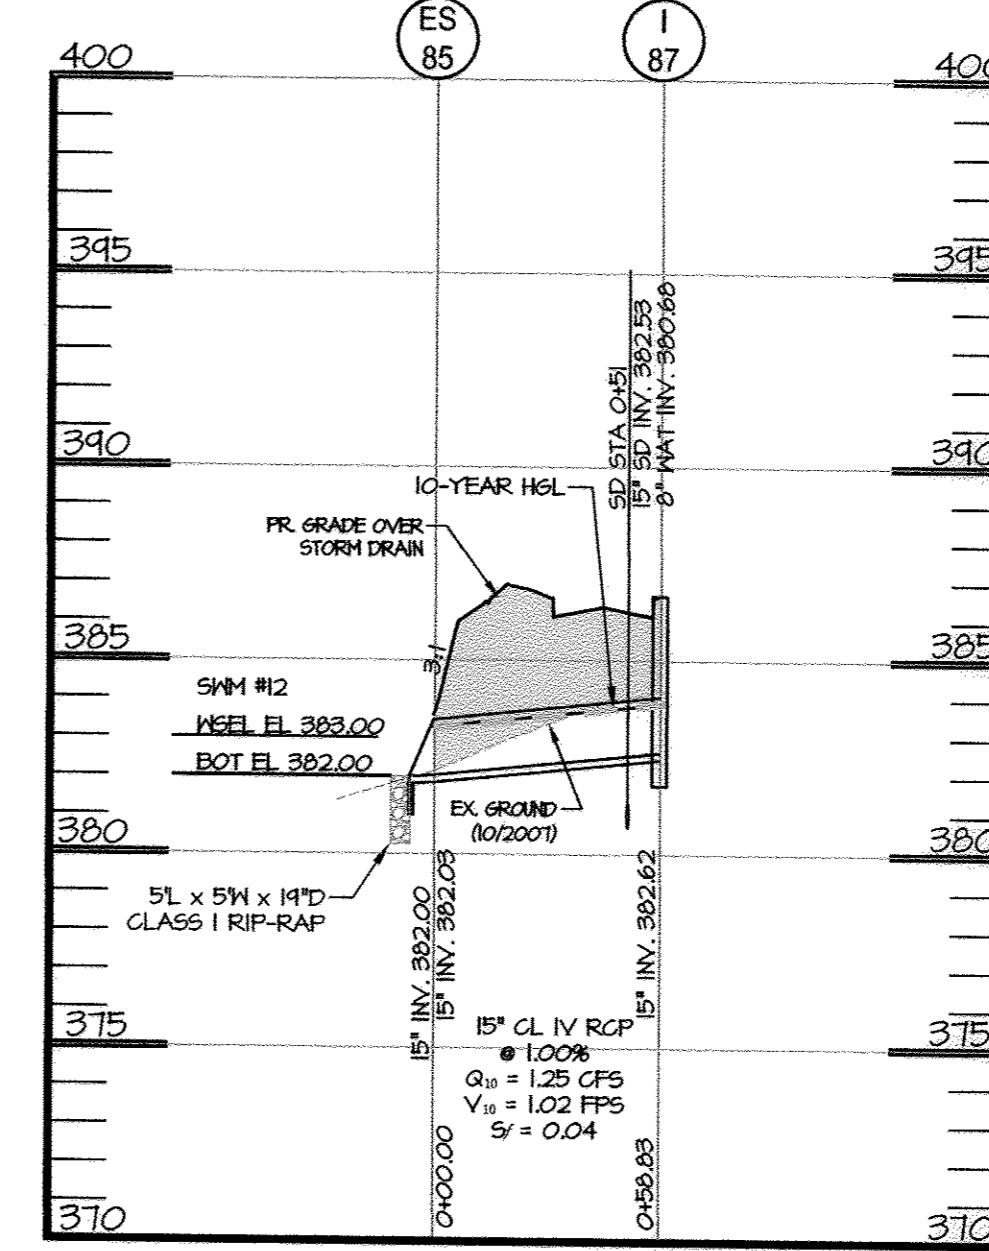 ES
85
I
87
400
400
395
395
SD STA 0+51
15" SD INV. 382.53
8" WAT INV. 380.68
390
390
10-YEAR HGL
PR. GRADE OVER
STORM DRAIN
385
385
3:1
SWM #12
WSEL EL 383.00
BOT EL 382.00
EX. GROUND
(10/2007)
380
380
5'L x 5'W x 19"D
CLASS I RIP-RAP
15" INV. 382.00
15" INV. 382.03
15" INV. 382.62
375
375
15" CL IV RCP
@ 1.00%
Q10 = 1.25 CFS
V10 = 1.02 FPS
Sf = 0.04
0+00.00
0+58.83
370
370